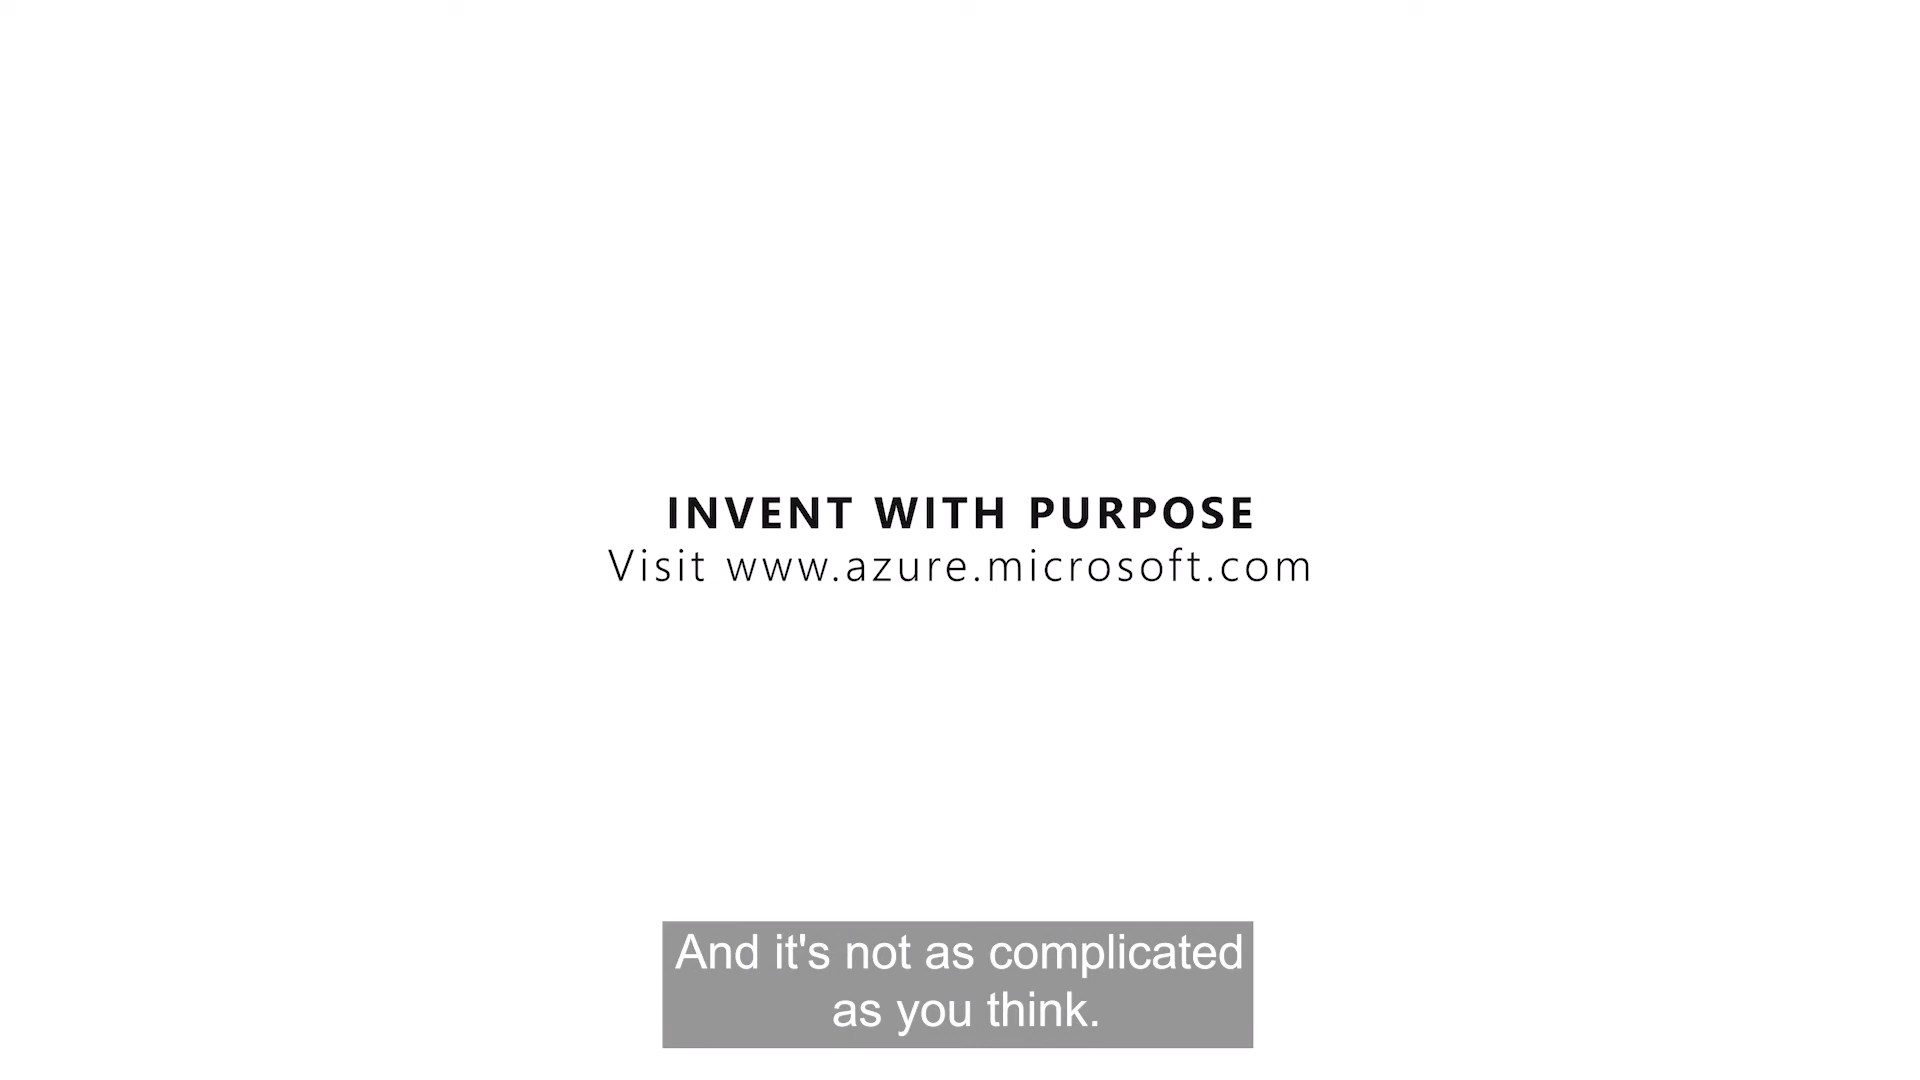 INVENT WITH PURPOSE
Visit www.azure.microsoft.com
And it's not as complicated
as you think.